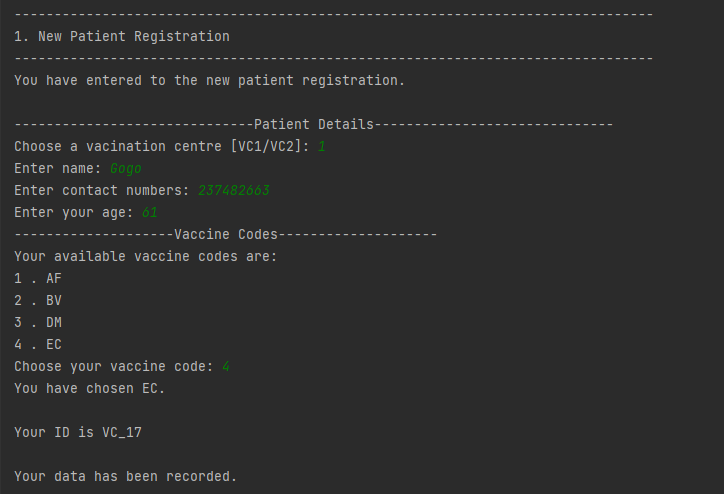 --------------------------------------------------------------------------------
1. New Patient Registration
--------------------------------------------------------------------------------
You have entered to the new patient registration.
------------------------------Patient Details------------------------------
Choose a vacination centre [VC1/VC2]: 1
Enter name: Gogo
Enter contact numbers: 237482663
Enter your age: 61
--------------------Vaccine Codes--------------------
Your available vaccine codes are:
1 . AF
2 . BV
3 . DM
4 . EC
Choose your vaccine code: 4
You have chosen EC.
Your ID is VC_17
Your data has been recorded.